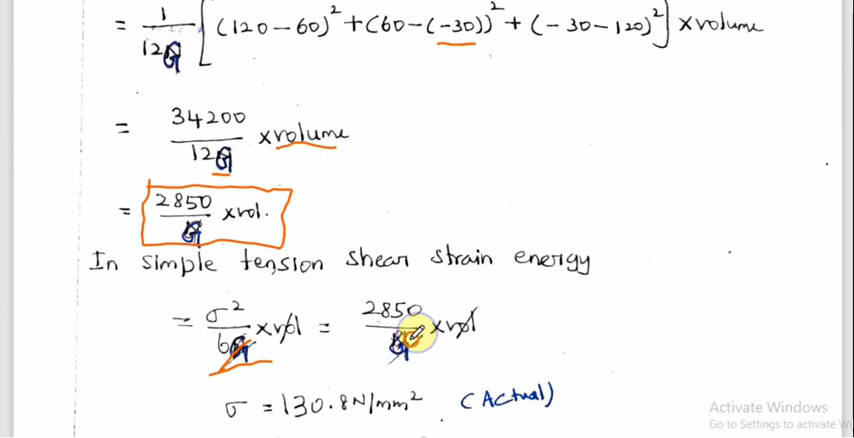 = 1/12G [(120-60)² + (60-(-30))² + (-30-120)²] x volume
= 34200/12G x volume
= 2850/G x vol.
In simple tension shear strain energy
= σ²/6G x vol = 2850/G x vol
σ = 130.8N/mm² (Actual)
Activate Windows
Go to Settings to activate W